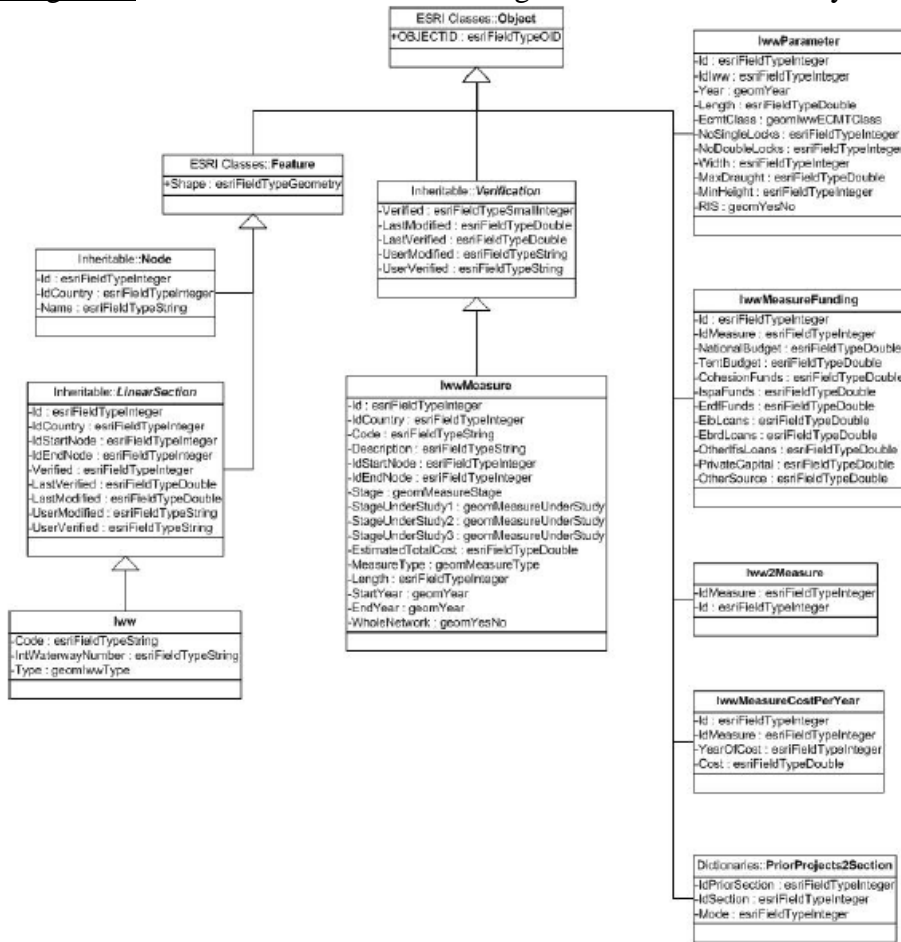 ESRI Classes::Object
+OBJECTID : esriFieldTypeOID
IwwParameter
-Id : esriFieldTypeInteger
-IdIww : esriFieldTypeInteger
-Year : geomYear
-Length : esriFieldTypeDouble
-EcmtClass : geomIwwECMTClass
-NoSingleLocks : esriFieldTypeInteger
-NoDoubleLocks : esriFieldTypeInteger
-Width : esriFieldTypeInteger
-MaxDraught : esriFieldTypeDouble
-MinHeight : esriFieldTypeInteger
-RIS : geomYesNo
ESRI Classes::Feature
+Shape : esriFieldTypeGeometry
Inheritable::Verification
-Verified : esriFieldTypeSmallInteger
-LastModified : esriFieldTypeDouble
-LastVerified : esriFieldTypeDouble
-UserModified : esriFieldTypeString
-UserVerified : esriFieldTypeString
Inheritable::Node
-Id : esriFieldTypeInteger
-IdCountry : esriFieldTypeInteger
-Name : esriFieldTypeString
IwwMeasureFunding
-Id : esriFieldTypeInteger
-IdMeasure : esriFieldTypeInteger
-NationalBudget : esriFieldTypeDouble
-TentBudget : esriFieldTypeDouble
-CohesionFunds : esriFieldTypeDouble
-IspaFunds : esriFieldTypeDouble
-ErdfFunds : esriFieldTypeDouble
-EibLoans : esriFieldTypeDouble
-EbrdLoans : esriFieldTypeDouble
-OtherIfisLoans : esriFieldTypeDouble
-PrivateCapital : esriFieldTypeDouble
-OtherSource : esriFieldTypeDouble
Inheritable::LinearSection
-Id : esriFieldTypeInteger
-IdCountry : esriFieldTypeInteger
-IdStartNode : esriFieldTypeInteger
-IdEndNode : esriFieldTypeInteger
-Verified : esriFieldTypeInteger
-LastVerified : esriFieldTypeDouble
-LastModified : esriFieldTypeDouble
-UserModified : esriFieldTypeString
-UserVerified : esriFieldTypeString
IwwMeasure
-Id : esriFieldTypeInteger
-IdCountry : esriFieldTypeInteger
-Code : esriFieldTypeString
-Description : esriFieldTypeString
-IdStartNode : esriFieldTypeInteger
-IdEndNode : esriFieldTypeInteger
-Stage : geomMeasureStage
-StageUnderStudy1 : geomMeasureUnderStudy
-StageUnderStudy2 : geomMeasureUnderStudy
-StageUnderStudy3 : geomMeasureUnderStudy
-EstimatedTotalCost : esriFieldTypeDouble
-MeasureType : geomMeasureType
-Length : esriFieldTypeInteger
-StartYear : geomYear
-EndYear : geomYear
-WholeNetwork : geomYesNo
Iww2Measure
-IdMeasure : esriFieldTypeInteger
-Id : esriFieldTypeInteger
Iww
-Code : esriFieldTypeString
-IntWaterwayNumber : esriFieldTypeString
-Type : geomIwwType
IwwMeasureCostPerYear
-Id : esriFieldTypeInteger
-IdMeasure : esriFieldTypeInteger
-YearOfCost : esriFieldTypeInteger
-Cost : esriFieldTypeDouble
Dictionaries::PriorProjects2Section
-IdPriorSection : esriFieldTypeInteger
-IdSection : esriFieldTypeInteger
-Mode : esriFieldTypeInteger